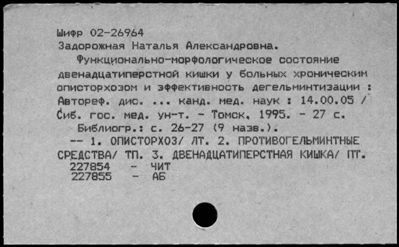 Шифр 02-26964
Задорожная Наталья Александровна.
Функционально-морфологическое состояние
двенадцатиперстной кишки у больных хроническим
описторхозом и эффективность дегельминтизации :
Автореф. дис. ... канд. мед. наук : 14.00.05 /
Сиб. гос. мед. ун-т. - Томск, 1995. - 27 с.
Библиогр.: с. 26-27 (9 назв.).
-- 1. ОПИСТОРХОЗ/ ЛТ. 2. ПРОТИВОГЕЛЬМИНТНЫЕ
СРЕДСТВА/ ТП. 3. ДВЕНАДЦАТИПЕРСТНАЯ КИШКА/ ПТ.
227854 - ЧИТ
227855 - АБ